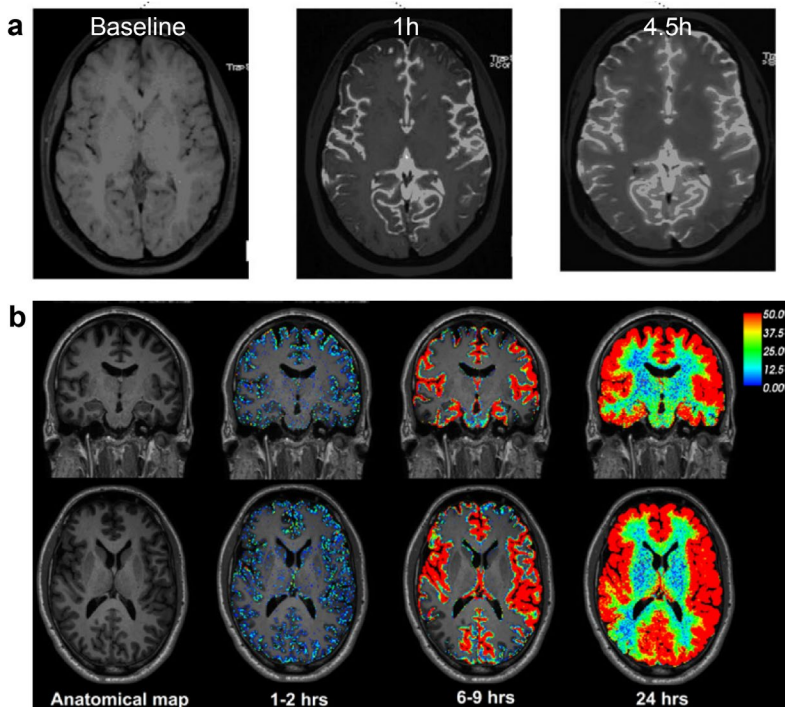 a
Baseline
1h
4.5h
b
50.0
37.5
25.0
12.5
0.00
Anatomical map
1-2 hrs
6-9 hrs
24 hrs